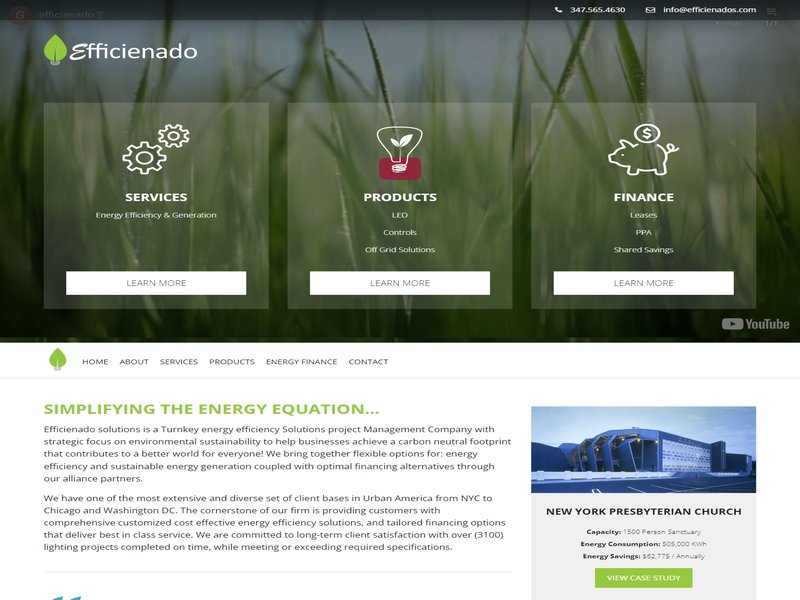 347.565.4630
info@efficienados.com
G
efficienado 2
1/1
Efficienado
SERVICES
Energy Efficiency & Generation
LEARN MORE
PRODUCTS
LED
Controls
Off Grid Solutions
LEARN MORE
FINANCE
Leases
PPA
Shared Savings
LEARN MORE
YouTube
HOME ABOUT SERVICES PRODUCTS ENERGY FINANCE CONTACT
SIMPLIFYING THE ENERGY EQUATION...
Efficienado solutions is a Turnkey energy efficiency Solutions project Management Company with
strategic focus on environmental sustainability to help businesses achieve a carbon neutral footprint
that contributes to a better world for everyone! We bring together flexible options for: energy
efficiency and sustainable energy generation coupled with optimal financing alternatives through
our alliance partners.
We have one of the most extensive and diverse set of client bases in Urban America from NYC to
Chicago and Washington DC. The cornerstone of our firm is providing customers with
comprehensive customized cost effective energy efficiency solutions, and tailored financing options
that deliver best in class service. We are committed to long-term client satisfaction with over (3100)
lighting projects completed on time, while meeting or exceeding required specifications.
NEW YORK PRESBYTERIAN CHURCH
Capacity: 1500 Person Sanctuary
Energy Consumption: 505,000 KWh
Energy Savings: $62,775 / Annually
VIEW CASE STUDY